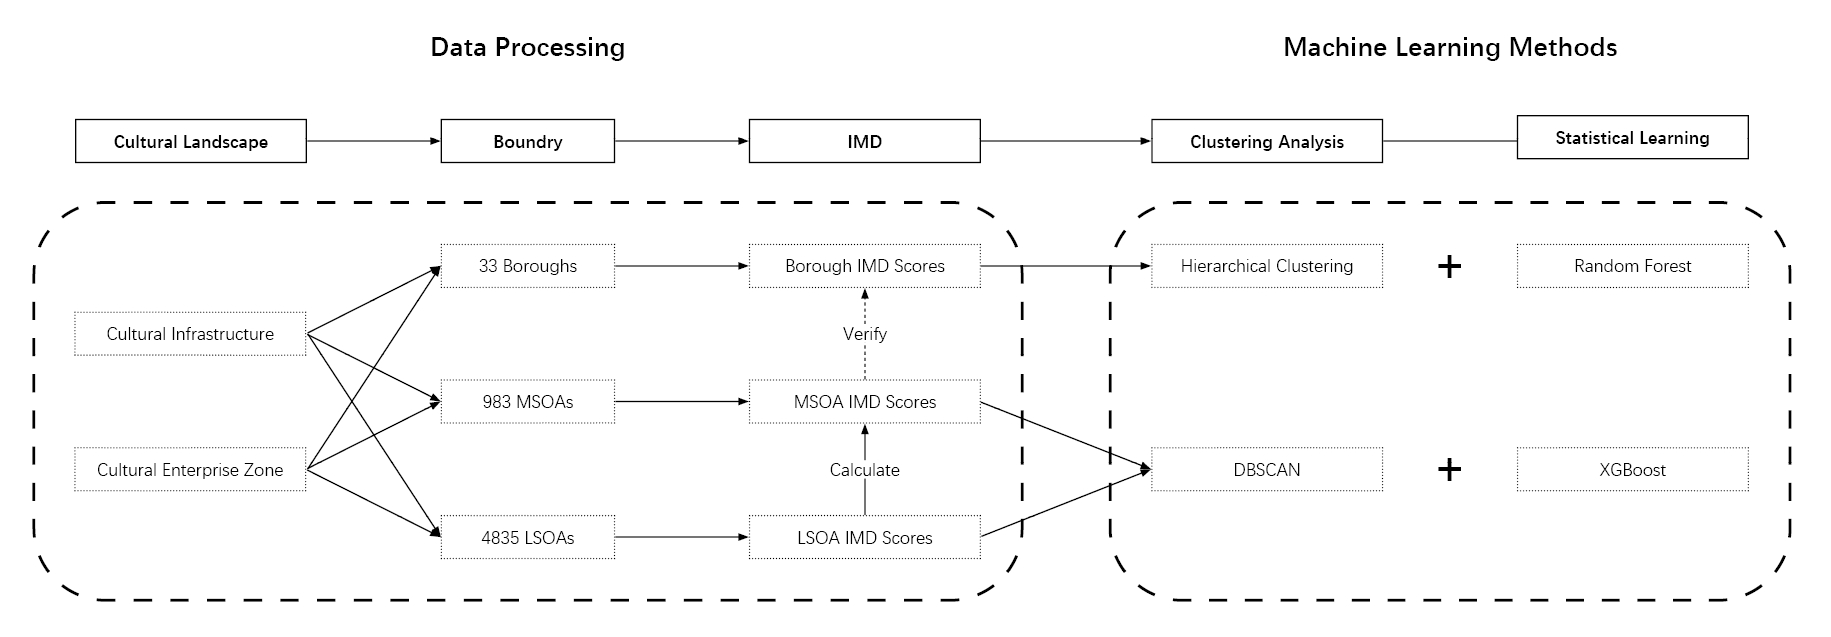 Data Processing
Machine Learning Methods
Cultural Landscape
Boundry
IMD
Clustering Analysis
Statistical Learning
33 Boroughs
Borough IMD Scores
Hierarchical Clustering
+
Random Forest
Cultural Infrastructure
Verify
983 MSOAs
MSOA IMD Scores
Cultural Enterprise Zone
Calculate
DBSCAN
+
XGBoost
4835 LSOAs
LSOA IMD Scores